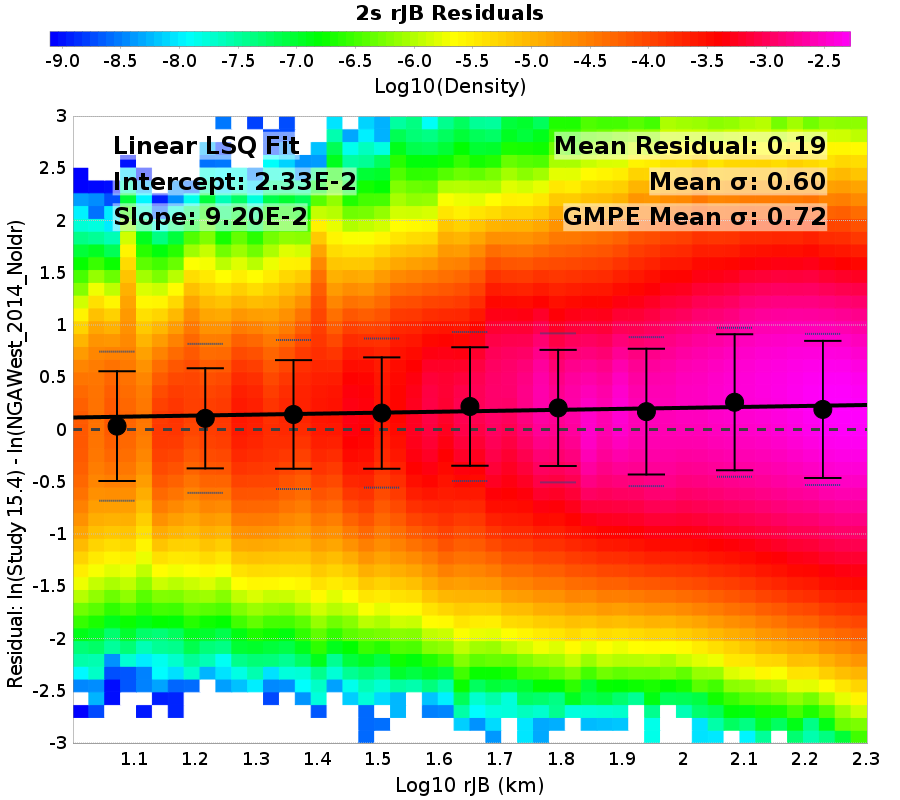 2s rJB Residuals
-9.0 -8.5 -8.0 -7.5 -7.0 -6.5 -6.0 -5.5 -5.0 -4.5 -4.0 -3.5 -3.0 -2.5
Log10(Density)
Linear LSQ Fit
Intercept: 2.33E-2
Slope: 9.20E-2
Mean Residual: 0.19
Mean σ: 0.60
GMPE Mean σ: 0.72
Residual: ln(Study 15.4) - ln(NGAWest_2014_NoIdr)
3
2.5
2
1.5
1
0.5
0
-0.5
-1
-1.5
-2
-2.5
-3
1.1 1.2 1.3 1.4 1.5 1.6 1.7 1.8 1.9 2 2.1 2.2 2.3
Log10 rJB (km)